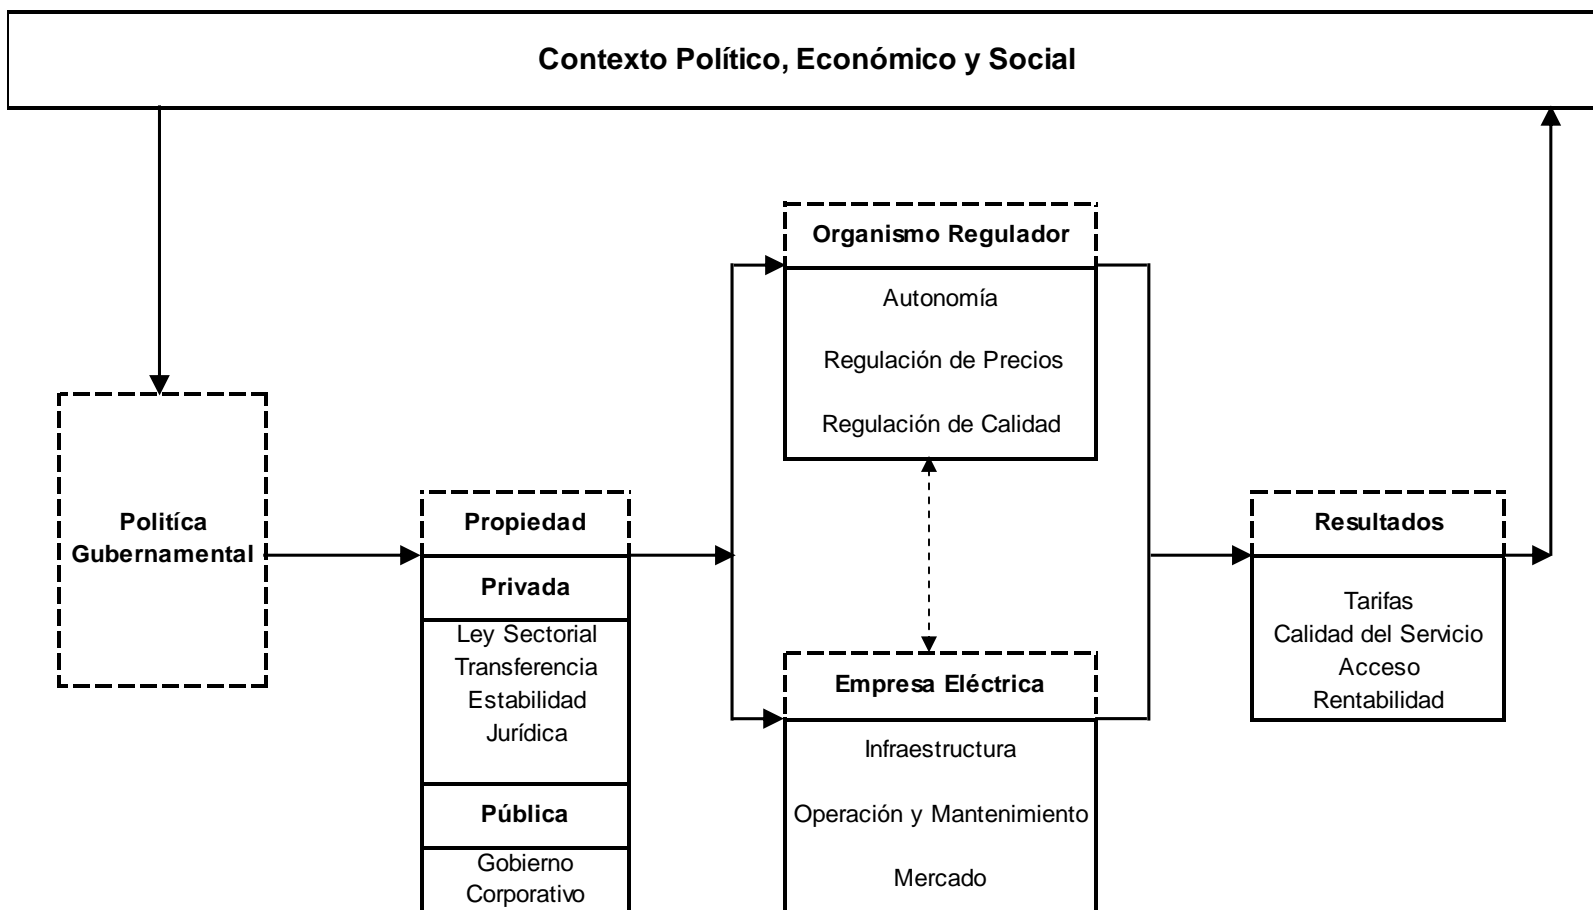 Contexto Político, Económico y Social
Politíca
Gubernamental
Propiedad
Privada
Ley Sectorial
Transferencia
Estabilidad
Jurídica
Pública
Gobierno
Corporativo
Organismo Regulador
Autonomía
Regulación de Precios
Regulación de Calidad
Empresa Eléctrica
Infraestructura
Operación y Mantenimiento
Mercado
Resultados
Tarifas
Calidad del Servicio
Acceso
Rentabilidad